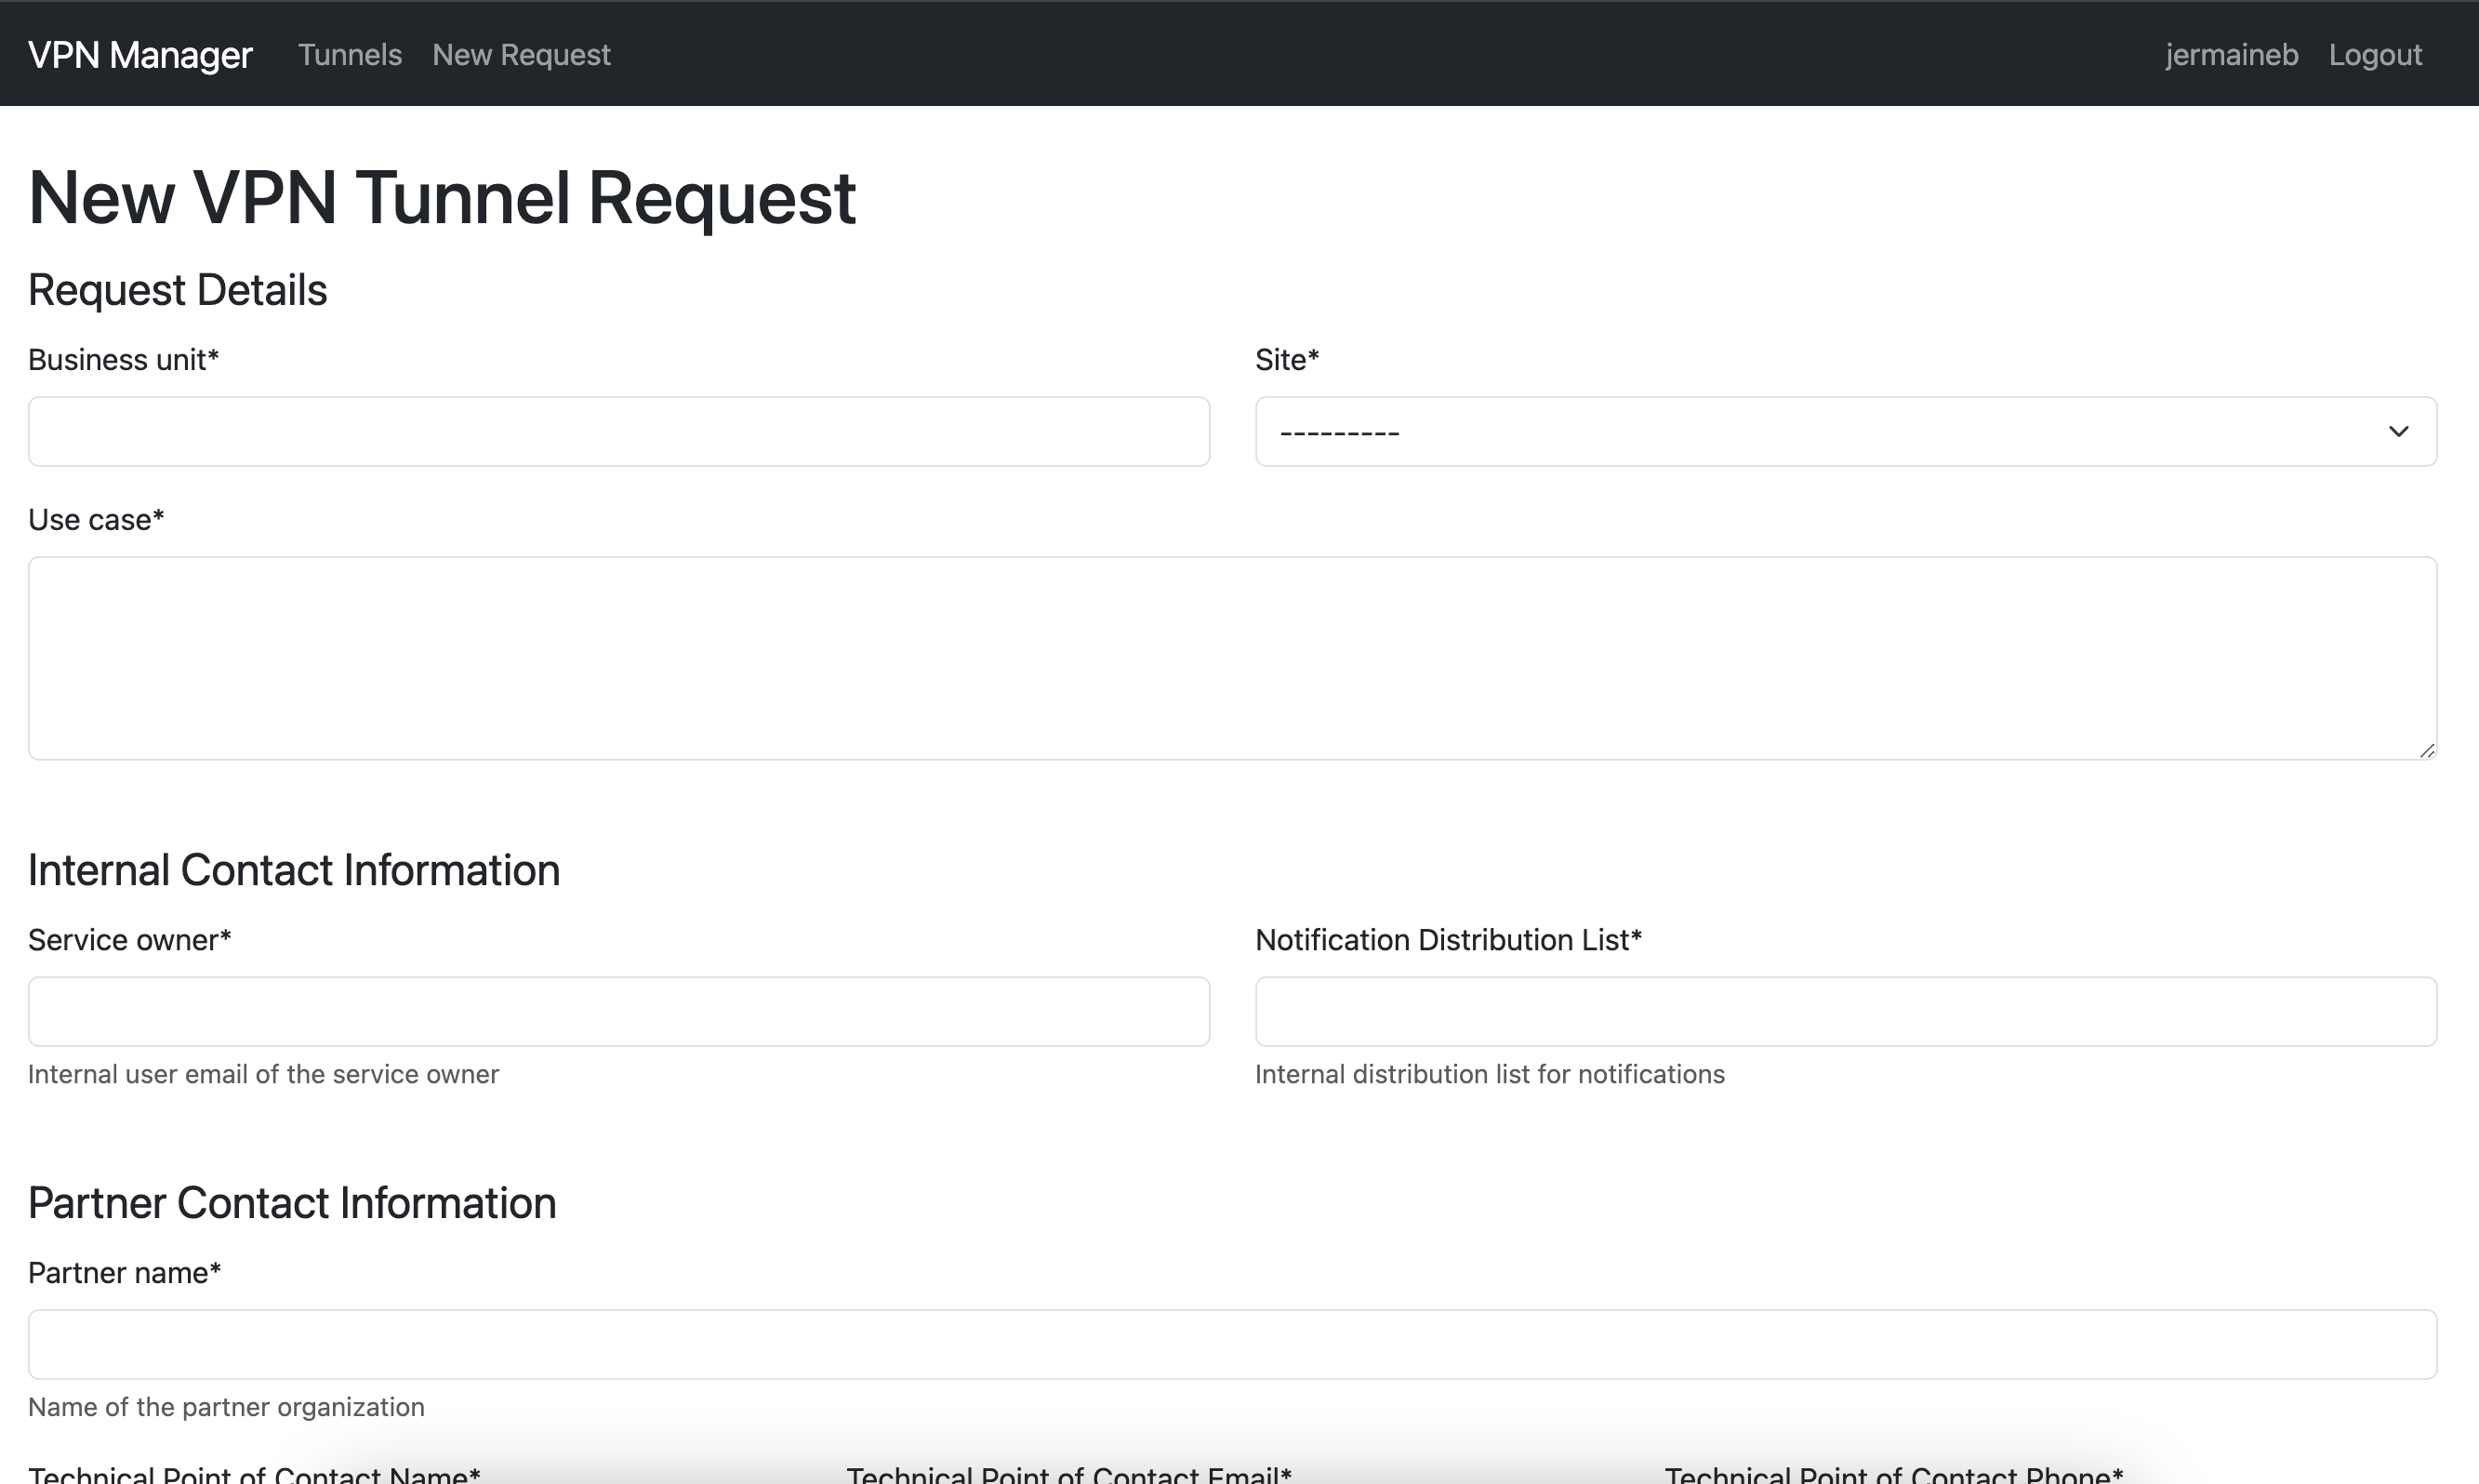 VPN Manager Tunnels New Request jermaineb Logout
New VPN Tunnel Request
Request Details
Business unit* Site*
---------
Use case*
Internal Contact Information
Service owner* Notification Distribution List*
Internal user email of the service owner Internal distribution list for notifications
Partner Contact Information
Partner name*
Name of the partner organization
Technical Point of Contact Name* Technical Point of Contact Email* Technical Point of Contact Phone*